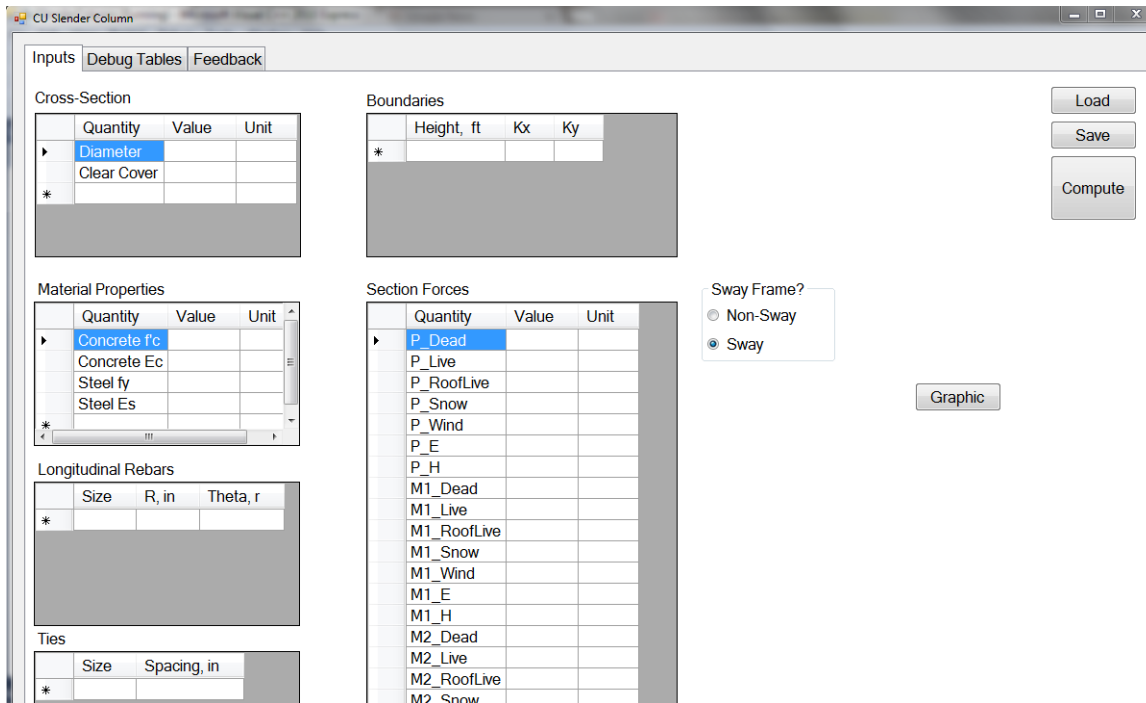 CU Slender Column
Inputs Debug Tables Feedback
Cross-Section
Quantity Value Unit
Diameter
Clear Cover
Boundaries
Height, ft Kx Ky
Load
Save
Compute
Material Properties
Quantity Value Unit
Concrete f'c
Concrete Ec
Steel fy
Steel Es
Longitudinal Rebars
Size R, in Theta, r
Ties
Size Spacing, in
Section Forces
Quantity Value Unit
P_Dead
P_Live
P_RoofLive
P_Snow
P_Wind
P_E
P_H
M1_Dead
M1_Live
M1_RoofLive
M1_Snow
M1_Wind
M1_E
M1_H
M2_Dead
M2_Live
M2_RoofLive
M2_Snow
Sway Frame?
Non-Sway
Sway
Graphic